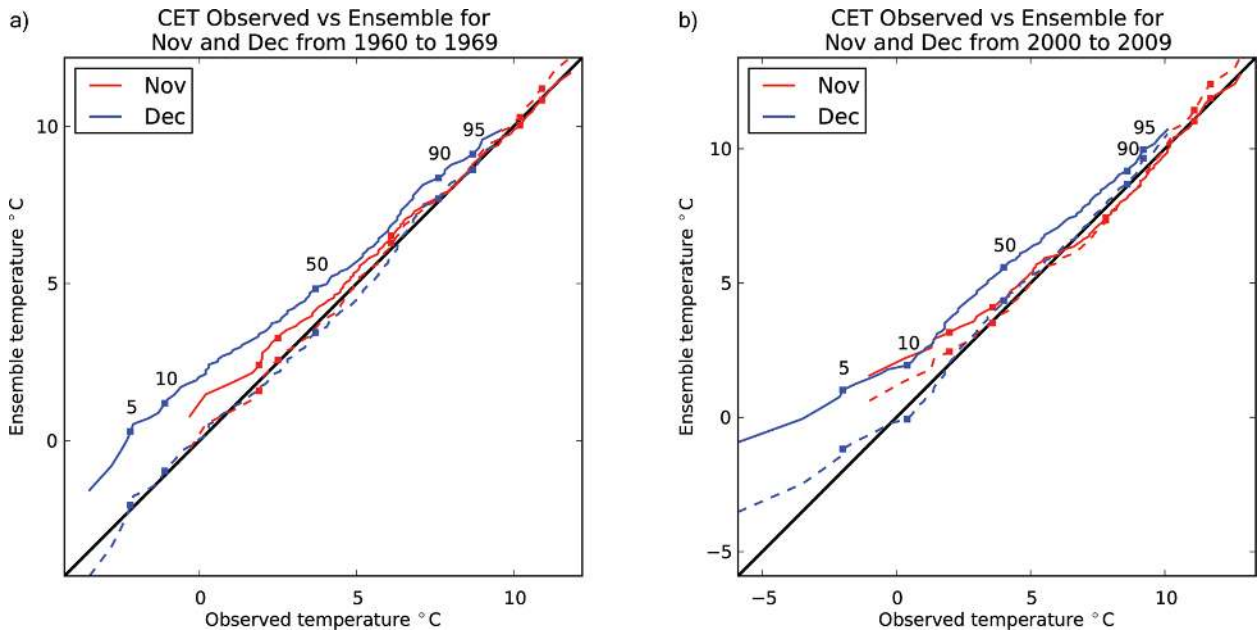 a)
CET Observed vs Ensemble for
Nov and Dec from 1960 to 1969
Nov
Dec
95
90
50
10
5
10
5
0
0
5
10
Ensemble temperature °C
Observed temperature °C
b)
CET Observed vs Ensemble for
Nov and Dec from 2000 to 2009
Nov
Dec
95
90
50
10
5
10
5
0
−5
−5
0
5
10
Ensemble temperature °C
Observed temperature °C